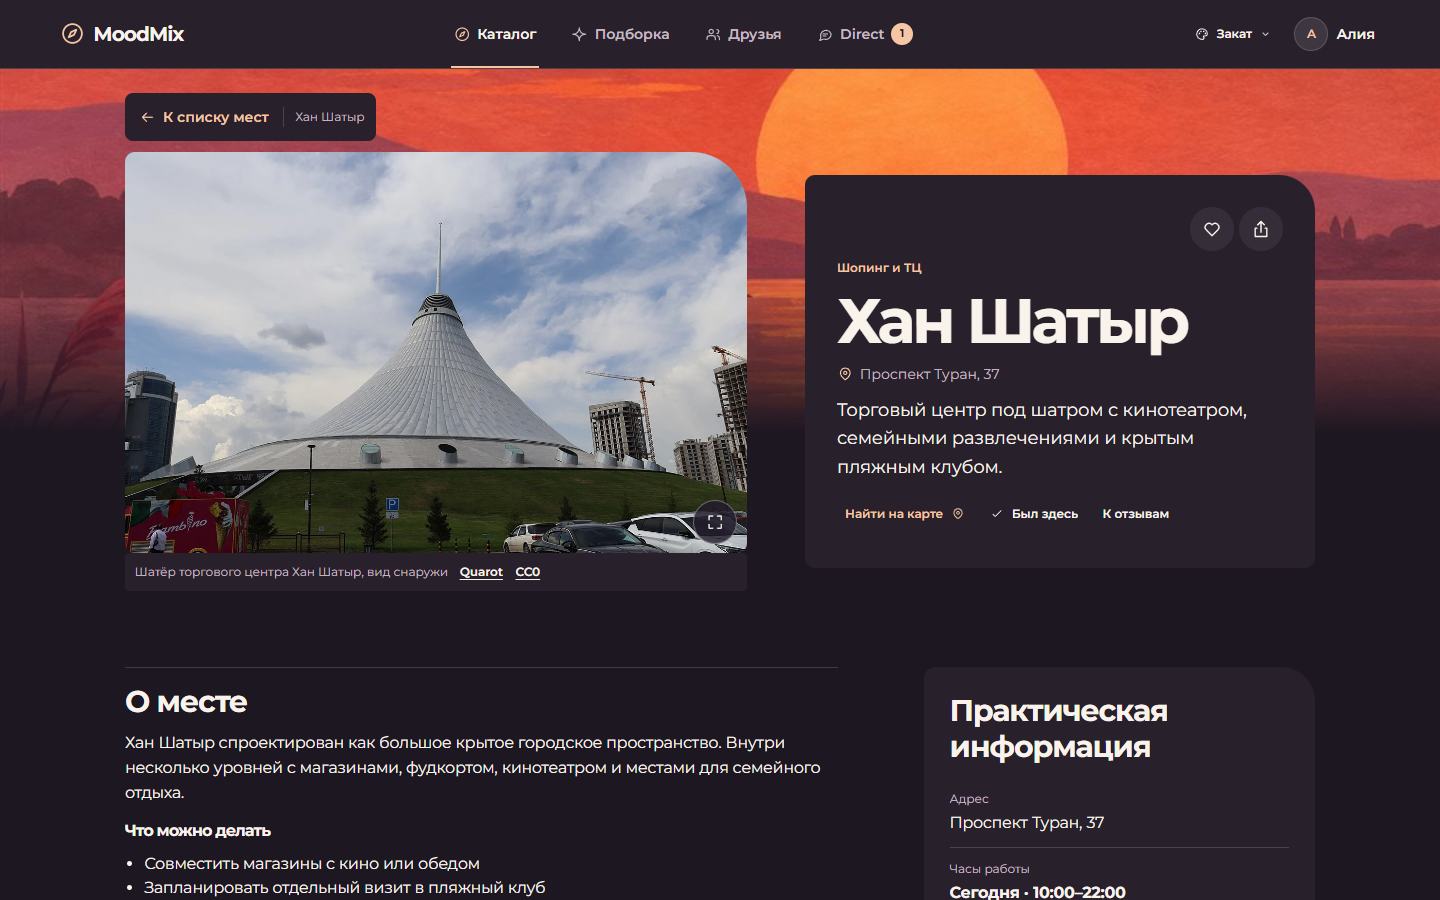 MoodMix
Каталог
Подборка
Друзья
Direct 1
Закат
А Алия
К списку мест Хан Шатыр
Шопинг и ТЦ
Хан Шатыр
Проспект Туран, 37
Торговый центр под шатром с кинотеатром,
семейными развлечениями и крытым
пляжным клубом.
Найти на карте
Был здесь
К отзывам
P
Шатёр торгового центра Хан Шатыр, вид снаружи Quarot CC0
О месте
Хан Шатыр спроектирован как большое крытое городское пространство. Внутри
несколько уровней с магазинами, фудкортом, кинотеатром и местами для семейного
отдыха.
Что можно делать
• Совместить магазины с кино или обедом
• Запланировать отдельный визит в пляжный клуб
Практическая
информация
Адрес
Проспект Туран, 37
Часы работы
Сегодня · 10:00–22:00